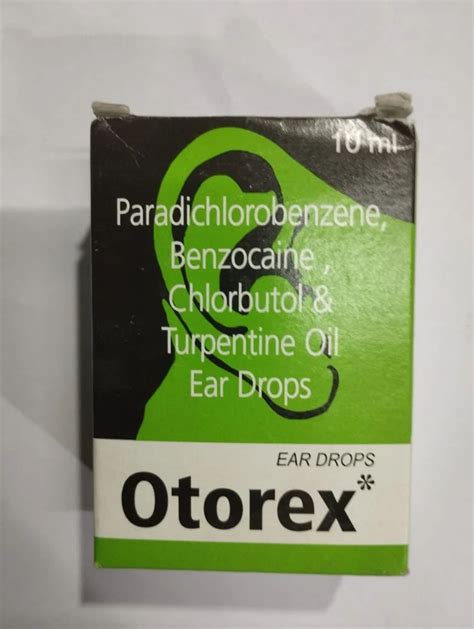 10 ml
Paradichlorobenzene,
Benzocaine ,
Chlorbutol &
Turpentine Oil
Ear Drops
EAR DROPS
Otorex*